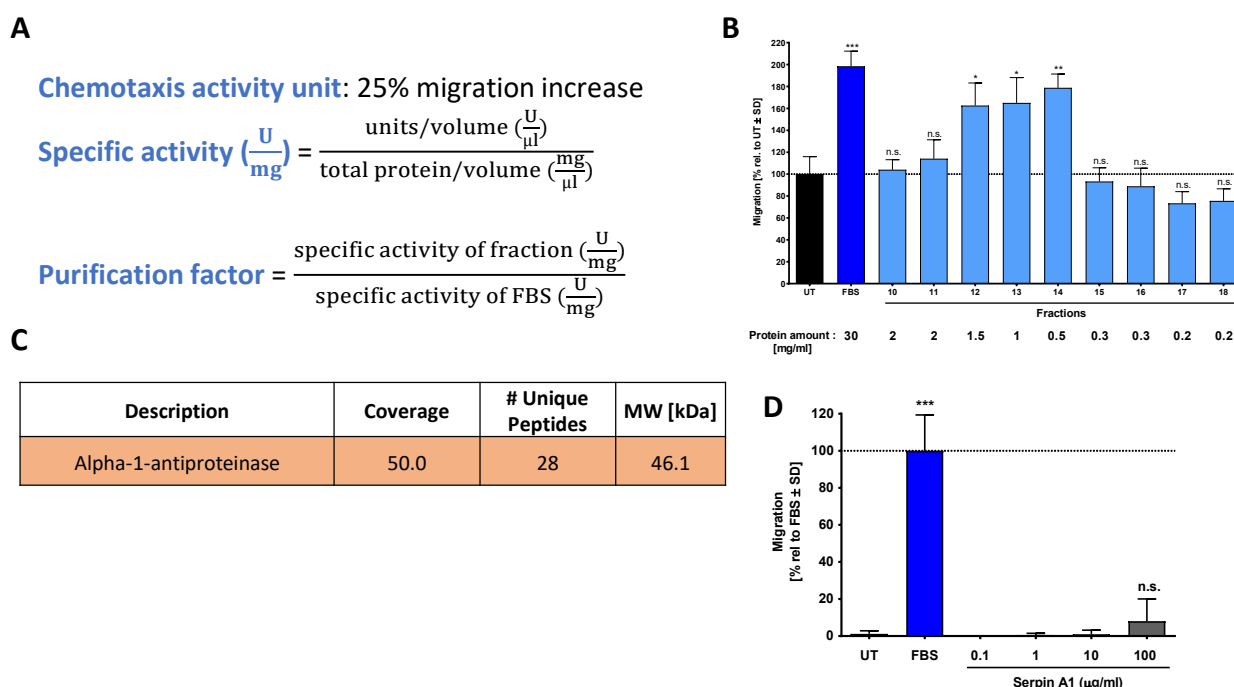 A
Chemotaxis activity unit: 25% migration increase
Specific activity (U/mg) = units/volume (U/µl) / total protein/volume (mg/µl)
Purification factor = specific activity of fraction (U/mg) / specific activity of FBS (U/mg)
B
Migration [% rel. to UT ± SD]
220
200
180
160
140
120
100
80
60
40
20
0
*** n.s. n.s. * * ** n.s. n.s. n.s. n.s.
UT FBS 10 11 12 13 14 15 16 17 18
Fractions
Protein amount : 30 2 2 1.5 1 0.5 0.3 0.3 0.2 0.2
[mg/ml]
C
Description Coverage # Unique Peptides MW [kDa]
Alpha-1-antiproteinase 50.0 28 46.1
D
Migration
[% rel to FBS ± SD]
120
100
80
60
40
20
0
*** n.s.
UT FBS 0.1 1 10 100
Serpin A1 (µg/ml)